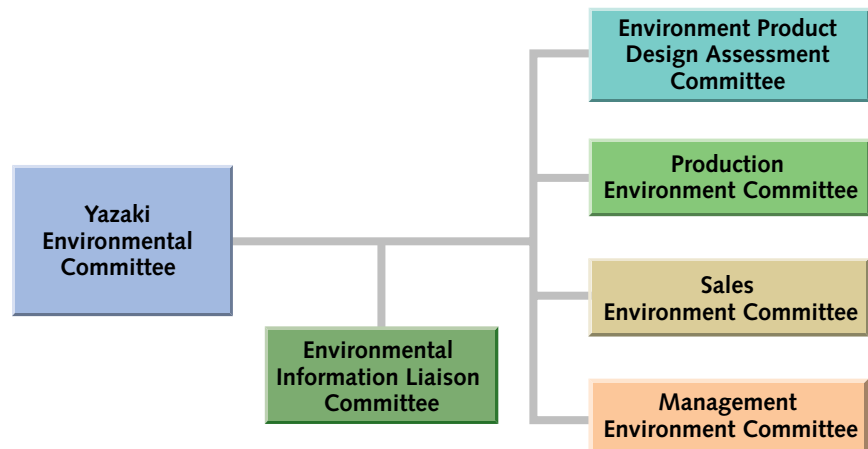 Environment Product
Design Assessment
Committee
Production
Environment Committee
Yazaki
Environmental
Committee
Sales
Environment Committee
Environmental
Information Liaison
Committee
Management
Environment Committee